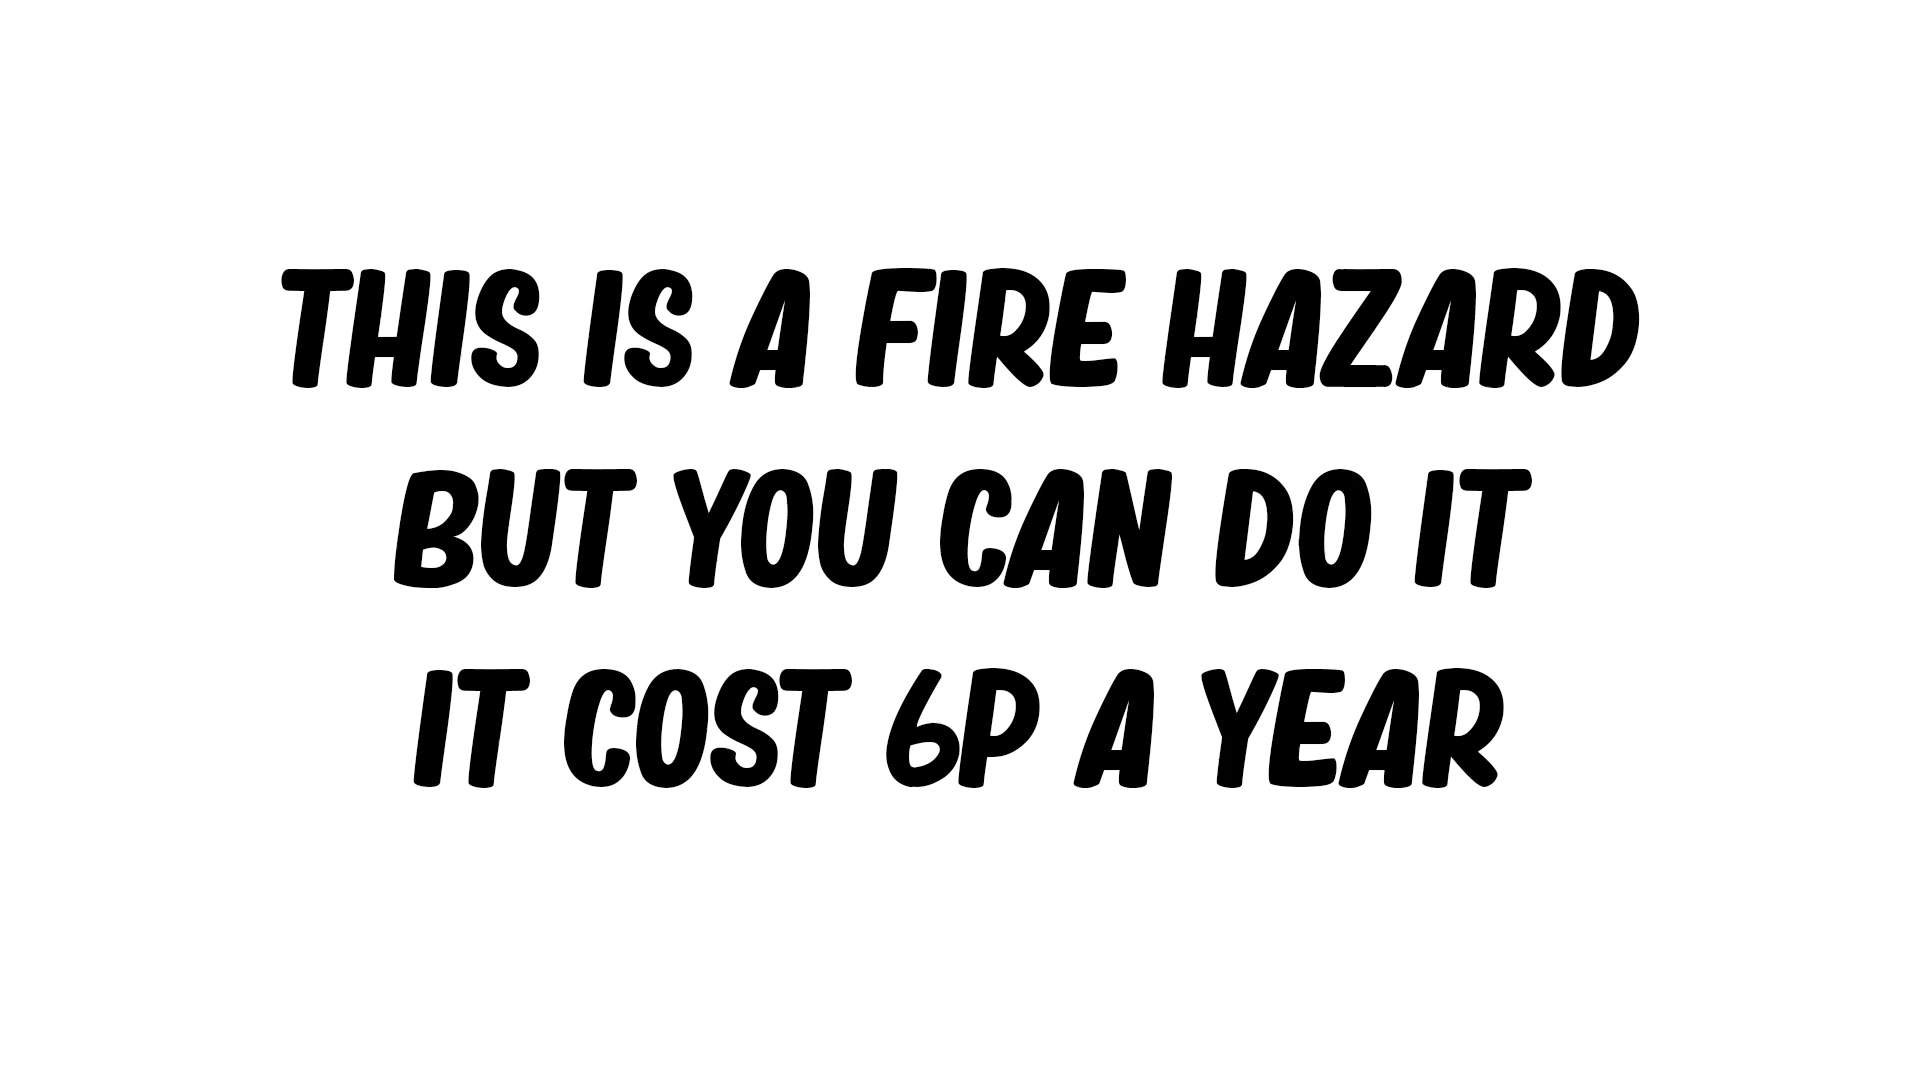 THIS IS A FIRE HAZARD
BUT YOU CAN DO IT
IT COST 6P A YEAR